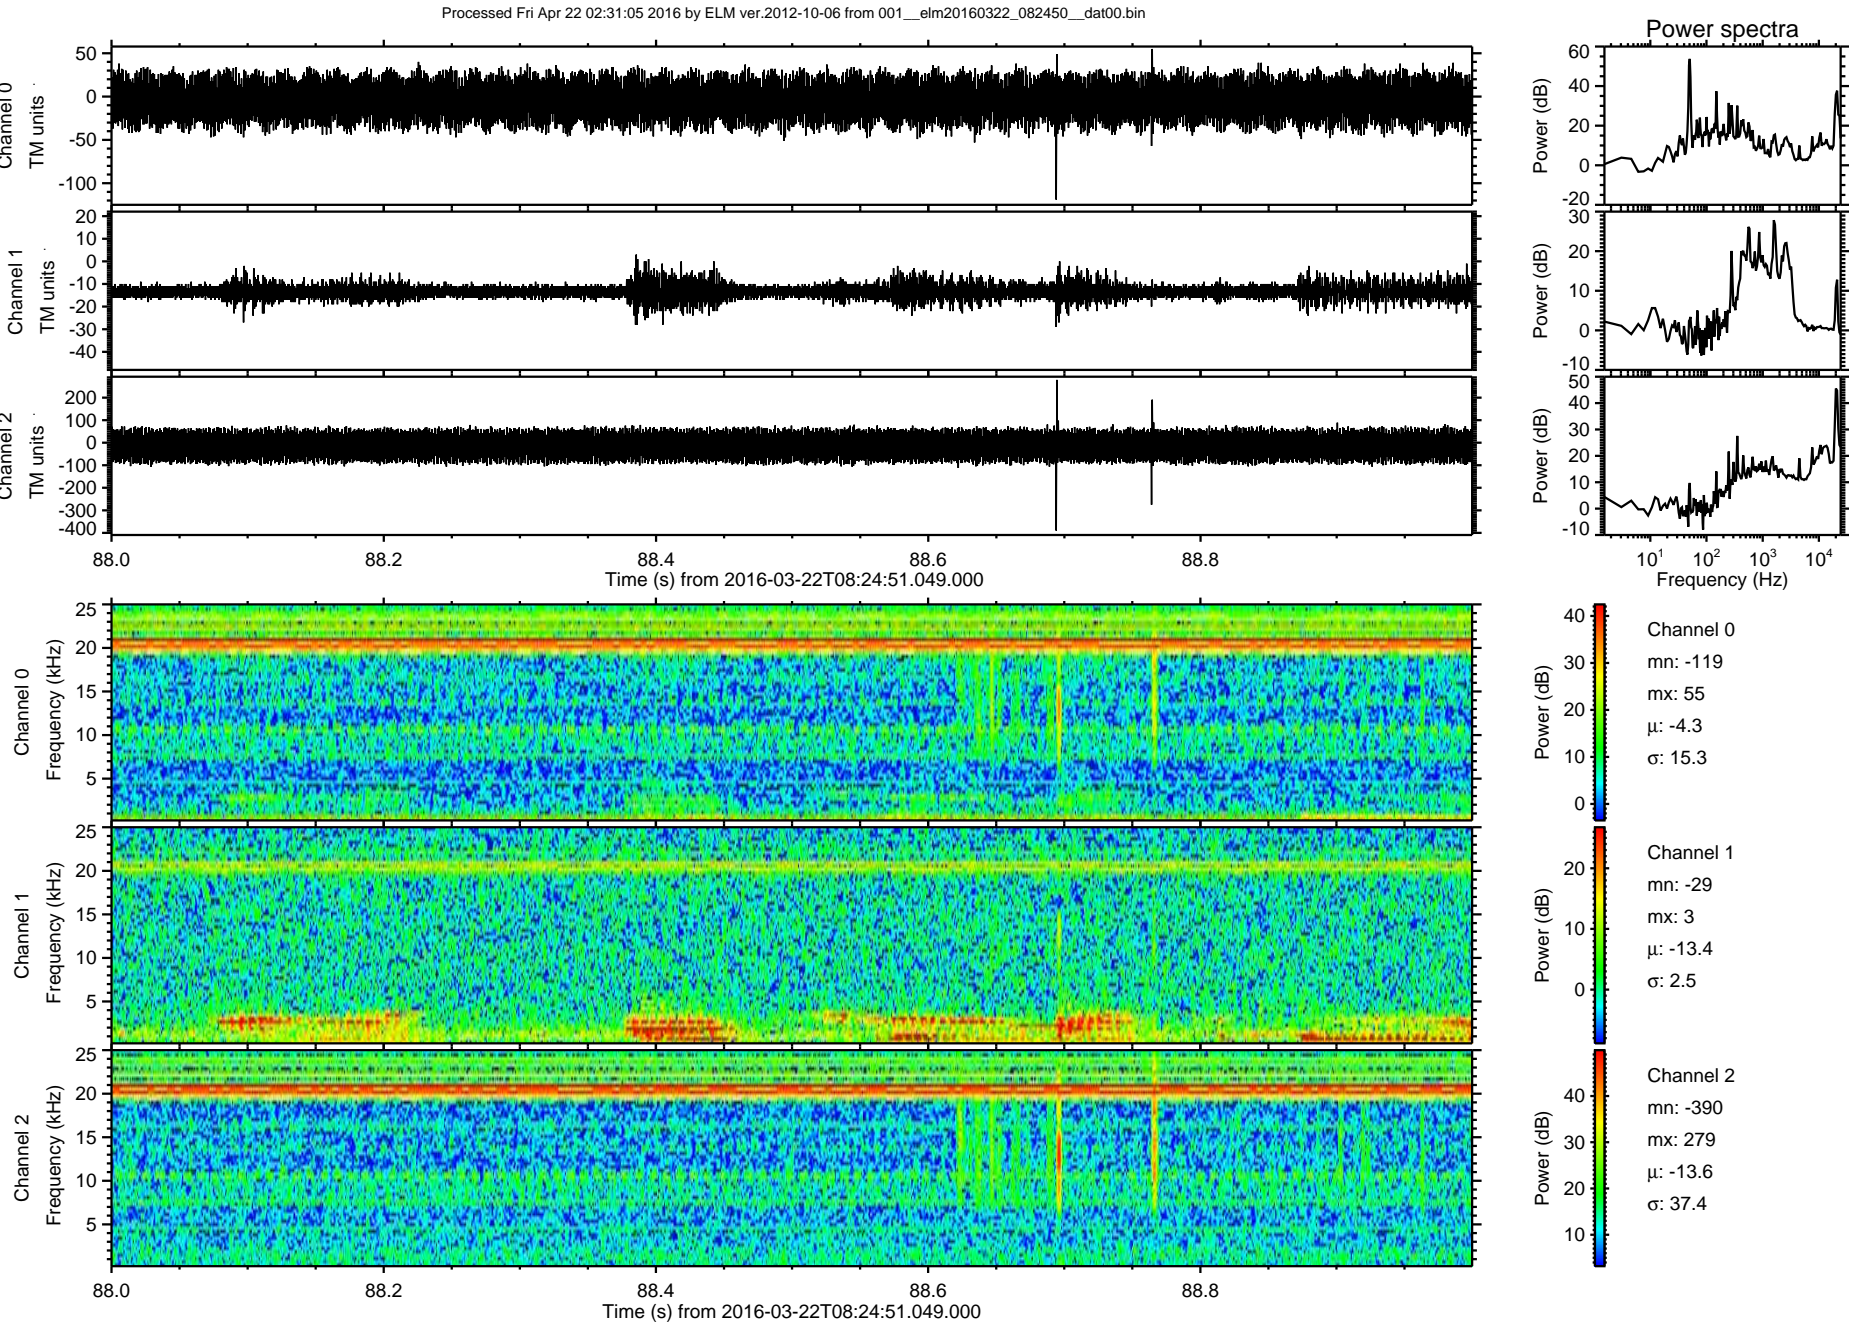 Processed Fri Apr 22 02:31:05 2016 by ELM ver.2012-10-06 from 001__elm20160322_082450__dat00.bin
Power spectra
Channel 0
TM units
50
0
-50
-100
Power (dB)
60
40
20
0
-20
Channel 1
TM units
20
10
0
-10
-20
-30
-40
Power (dB)
30
20
10
0
-10
Channel 2
TM units
200
100
0
-100
-200
-300
-400
Power (dB)
50
40
30
20
10
0
-10
88.0 88.2 88.4 88.6 88.8
Time (s) from 2016-03-22T08:24:51.049.000
10¹ 10² 10³ 10⁴
Frequency (Hz)
Channel 0
Frequency (kHz)
25
20
15
10
5
Power (dB)
40
30
20
10
0
Channel 0
mn: -119
mx: 55
µ: -4.3
σ: 15.3
Channel 1
Frequency (kHz)
25
20
15
10
5
Power (dB)
20
10
0
Channel 1
mn: -29
mx: 3
µ: -13.4
σ: 2.5
Channel 2
Frequency (kHz)
25
20
15
10
5
Power (dB)
40
30
20
10
Channel 2
mn: -390
mx: 279
µ: -13.6
σ: 37.4
88.0 88.2 88.4 88.6 88.8
Time (s) from 2016-03-22T08:24:51.049.000